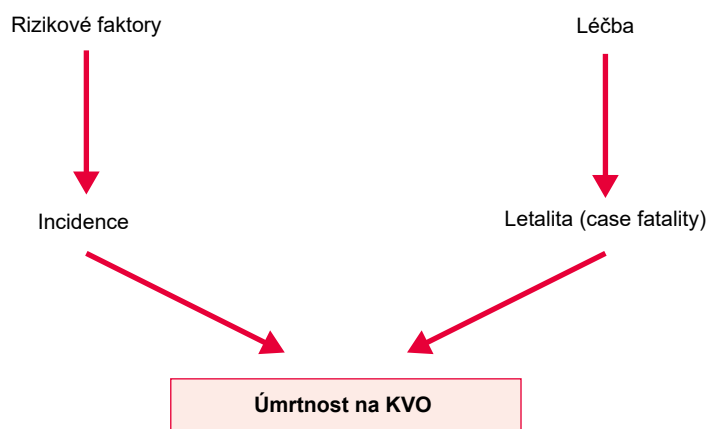 Rizikové faktory
Léčba
Incidence
Letalita (case fatality)
Úmrtnost na KVO